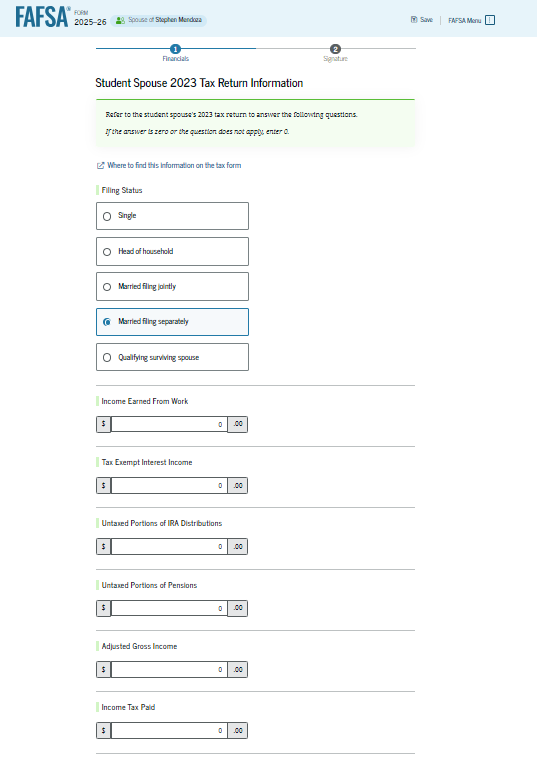 FAFSA®
FORM
2025–26
Spouse of Stephen Mendoza
Save
FAFSA Menu
1
2
Financials
Signature
Student Spouse 2023 Tax Return Information
Refer to the student spouse's 2023 tax return to answer the following questions.
If the answer is zero or the question does not apply, enter 0.
Where to find this information on the tax form
Filing Status
Single
Head of household
Married filing jointly
Married filing separately
Qualifying surviving spouse
Income Earned From Work
$ 0 .00
Tax Exempt Interest Income
$ 0 .00
Untaxed Portions of IRA Distributions
$ 0 .00
Untaxed Portions of Pensions
$ 0 .00
Adjusted Gross Income
$ 0 .00
Income Tax Paid
$ 0 .00